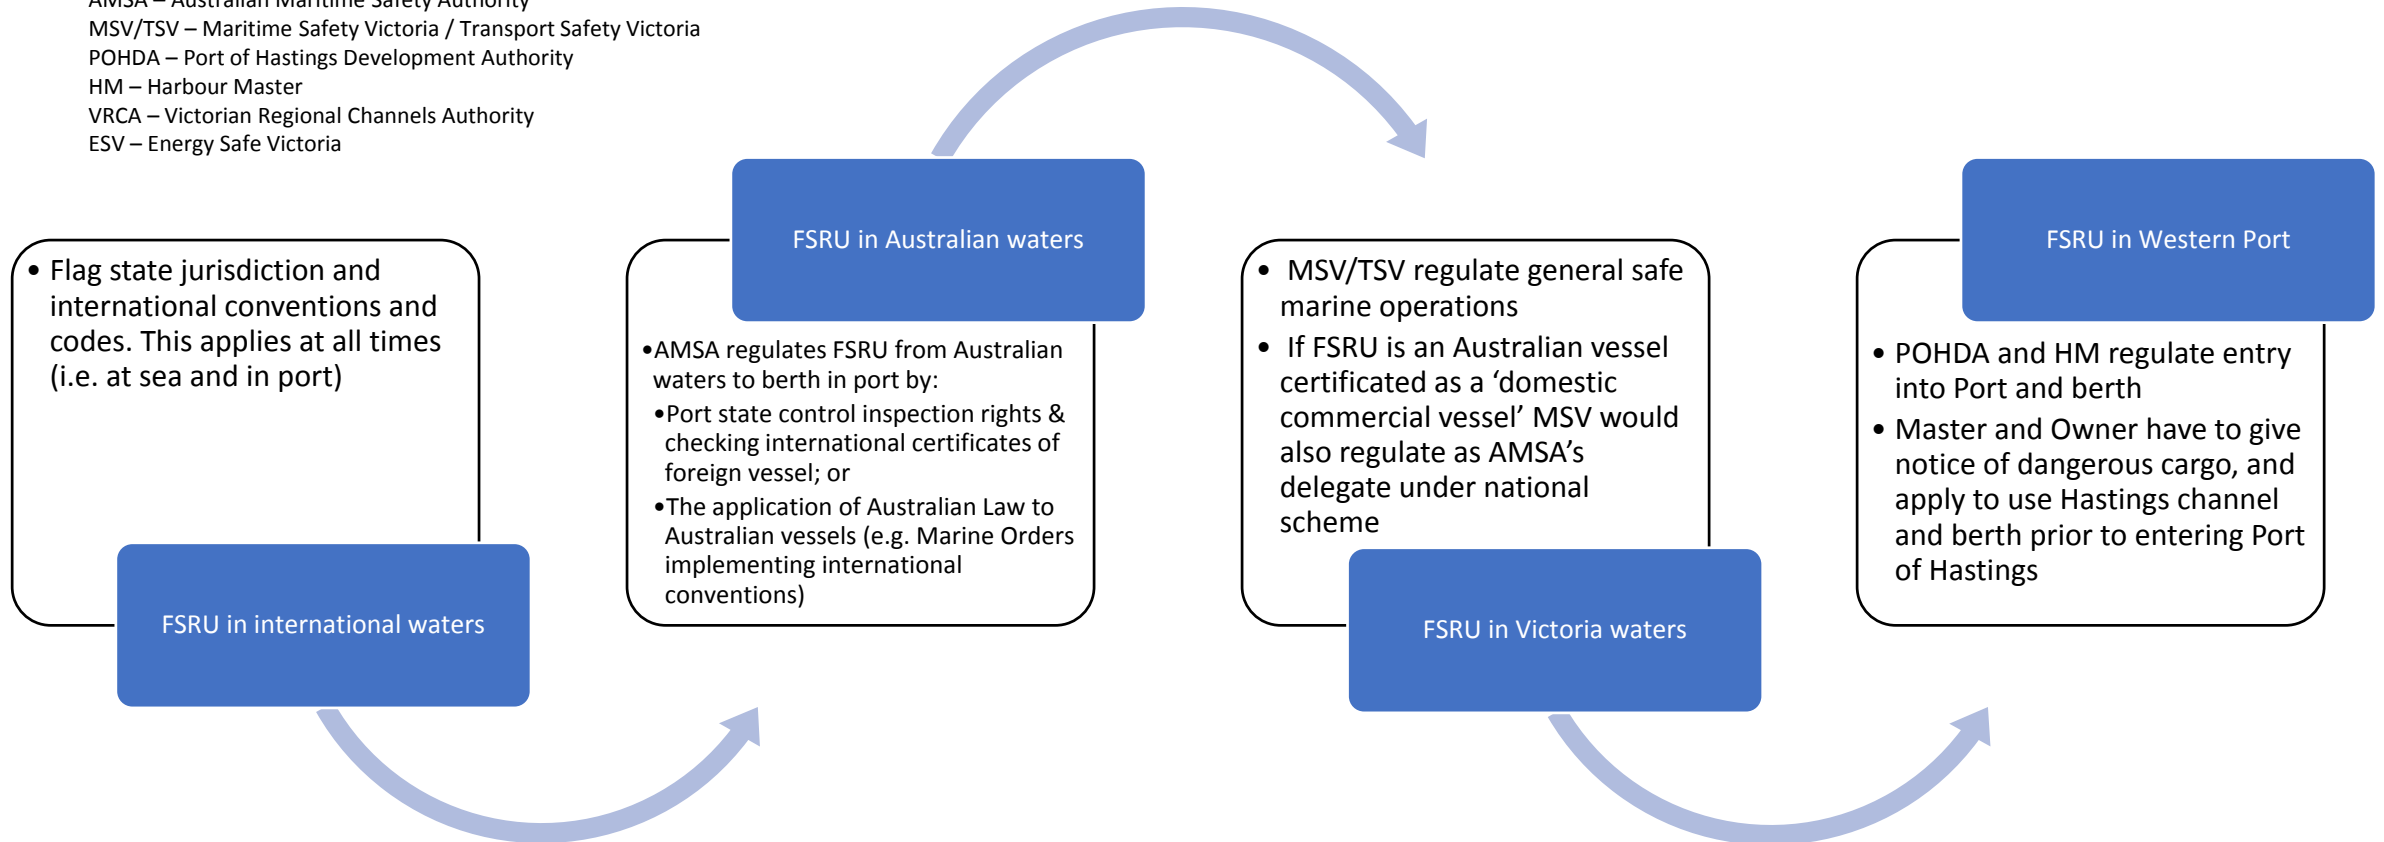 AMSA – Australian Maritime Safety Authority
MSV/TSV – Maritime Safety Victoria / Transport Safety Victoria
POHDA – Port of Hastings Development Authority
HM – Harbour Master
VRCA – Victorian Regional Channels Authority
ESV – Energy Safe Victoria
• Flag state jurisdiction and
international conventions and
codes. This applies at all times
(i.e. at sea and in port)
FSRU in international waters
FSRU in Australian waters
•AMSA regulates FSRU from Australian
waters to berth in port by:
•Port state control inspection rights &
checking international certificates of
foreign vessel; or
•The application of Australian Law to
Australian vessels (e.g. Marine Orders
implementing international
conventions)
• MSV/TSV regulate general safe
marine operations
• If FSRU is an Australian vessel
certificated as a ‘domestic
commercial vessel’ MSV would
also regulate as AMSA’s
delegate under national
scheme
FSRU in Victoria waters
FSRU in Western Port
• POHDA and HM regulate entry
into Port and berth
• Master and Owner have to give
notice of dangerous cargo, and
apply to use Hastings channel
and berth prior to entering Port
of Hastings